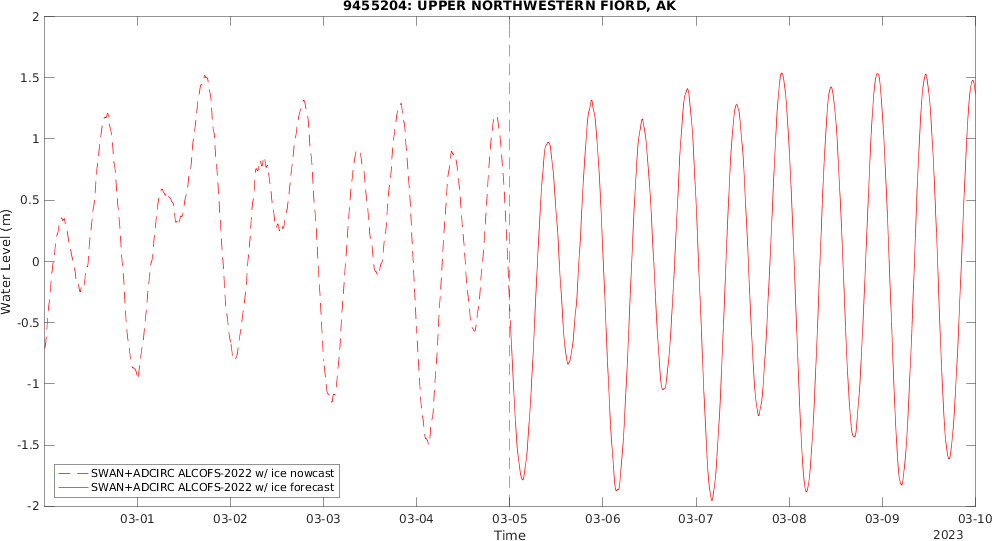 9455204: UPPER NORTHWESTERN FIORD, AK
2
1.5
1
0.5
0
-0.5
-1
-1.5
-2
Water Level (m)
SWAN+ADCIRC ALCOFS-2022 w/ ice nowcast
SWAN+ADCIRC ALCOFS-2022 w/ ice forecast
03-01 03-02 03-03 03-04 03-05 03-06 03-07 03-08 03-09 03-10
Time
2023